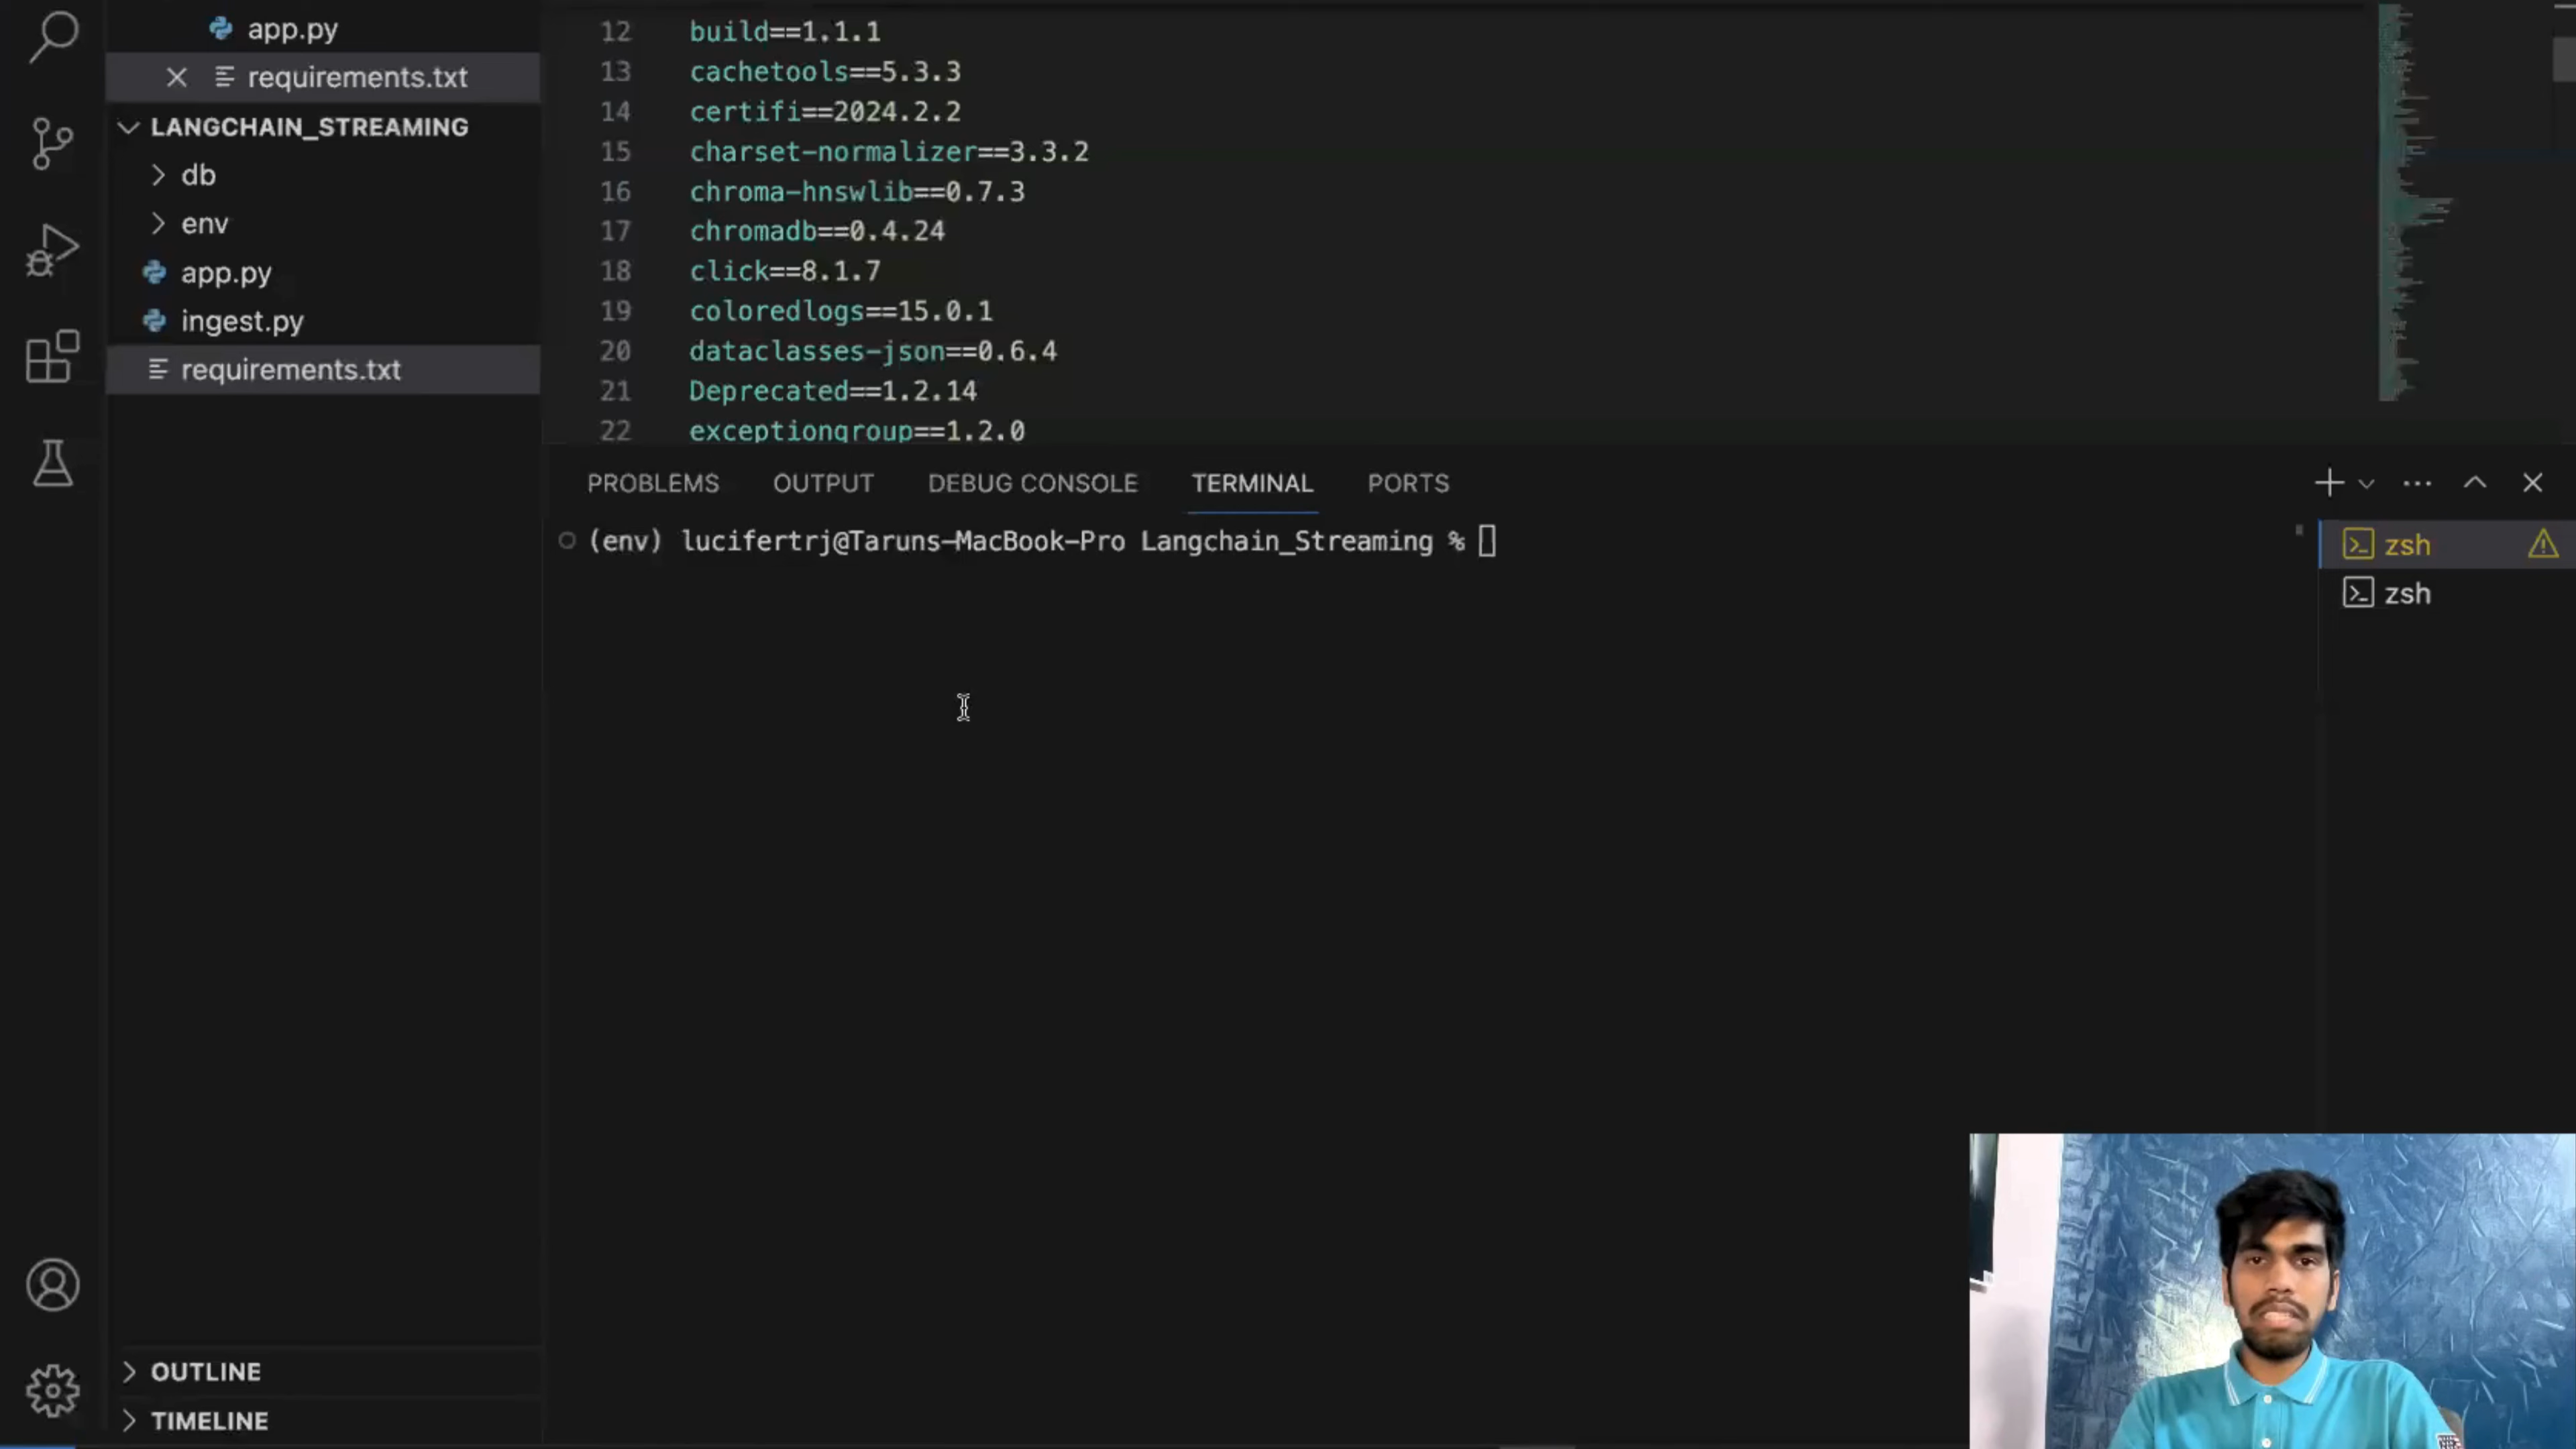 app.py
requirements.txt
LANGCHAIN_STREAMING
db
env
app.py
ingest.py
requirements.txt
OUTLINE
TIMELINE
12 build==1.1.1
13 cachetools==5.3.3
14 certifi==2024.2.2
15 charset-normalizer==3.3.2
16 chroma-hnswlib==0.7.3
17 chromadb==0.4.24
18 click==8.1.7
19 coloredlogs==15.0.1
20 dataclasses-json==0.6.4
21 Deprecated==1.2.14
22 exceptiongroup==1.2.0
PROBLEMS OUTPUT DEBUG CONSOLE TERMINAL PORTS
(env) lucifertrj@Taruns-MacBook-Pro Langchain_Streaming %
zsh
zsh